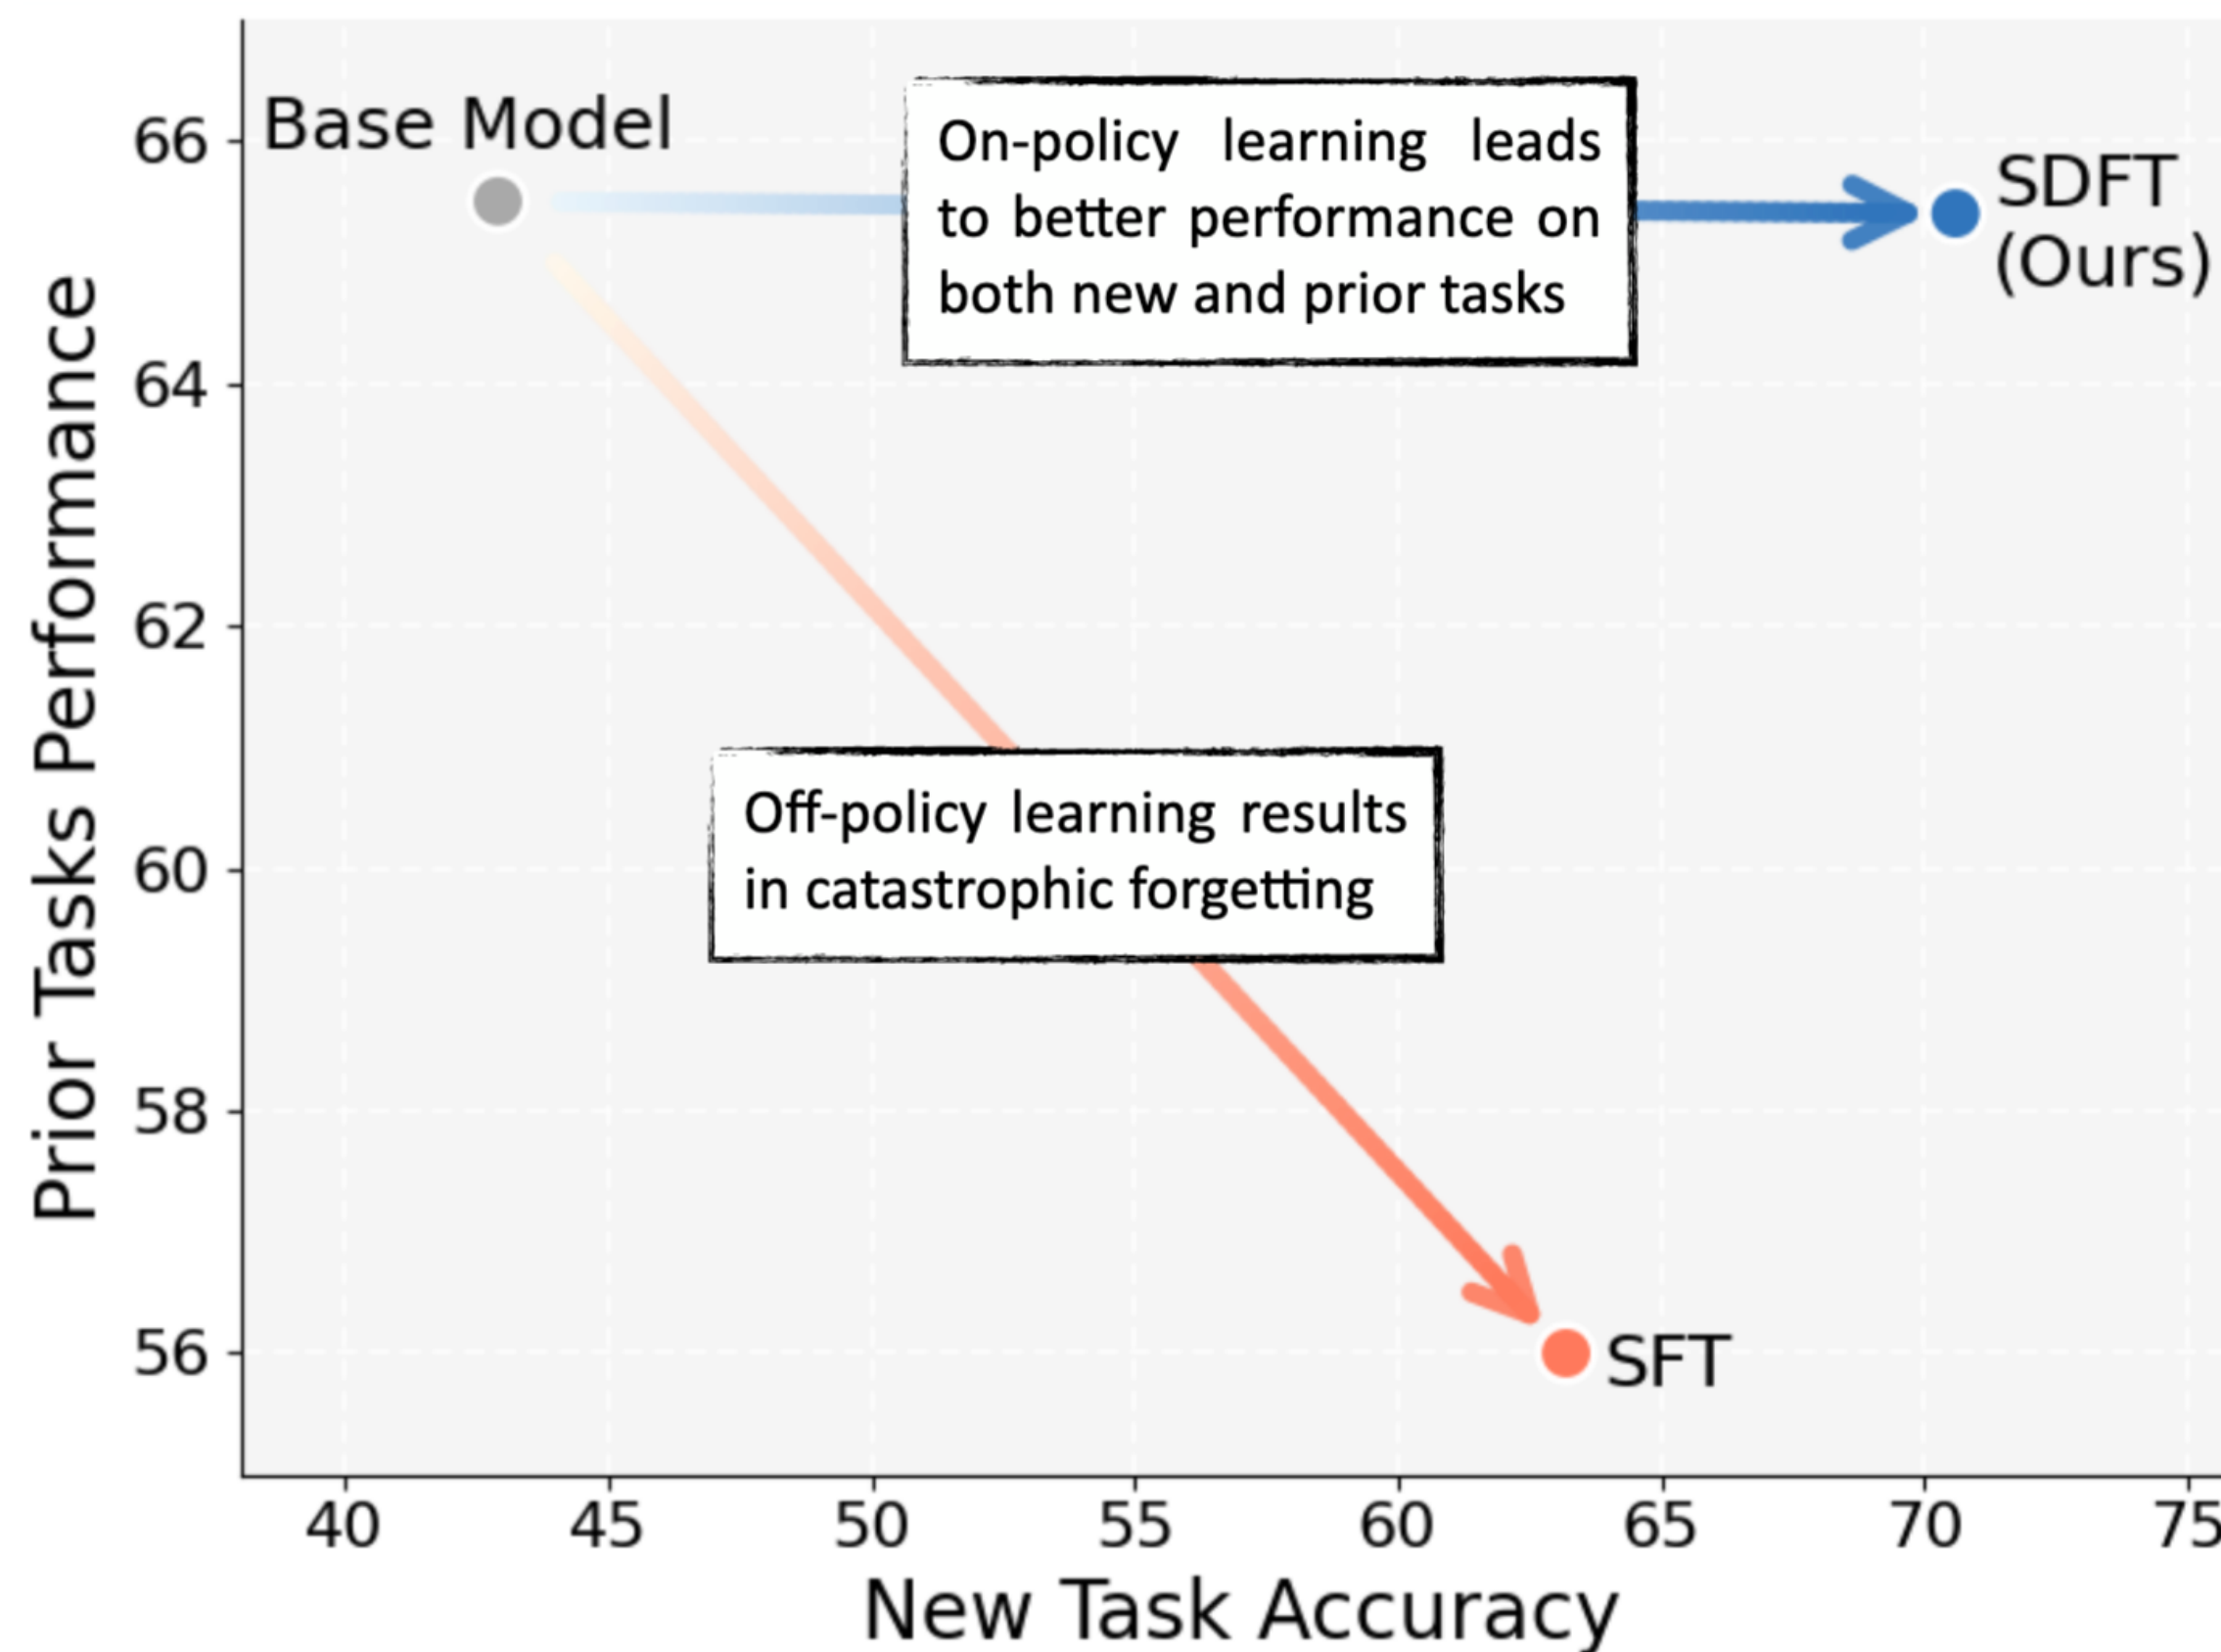 Base Model
On-policy learning leads
to better performance on
both new and prior tasks
SDFT
(Ours)
Off-policy learning results
in catastrophic forgetting
SFT
Prior Tasks Performance
66
64
62
60
58
56
40 45 50 55 60 65 70 75
New Task Accuracy